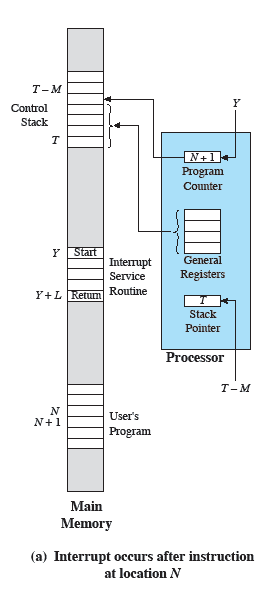 T – M
Control
Stack
T
Y
N + 1
Program
Counter
General
Registers
T
Stack
Pointer
Processor
T – M
Y
Start
Interrupt
Service
Routine
Y + L
Return
N
N + 1
User's
Program
Main
Memory
(a) Interrupt occurs after instruction
at location N